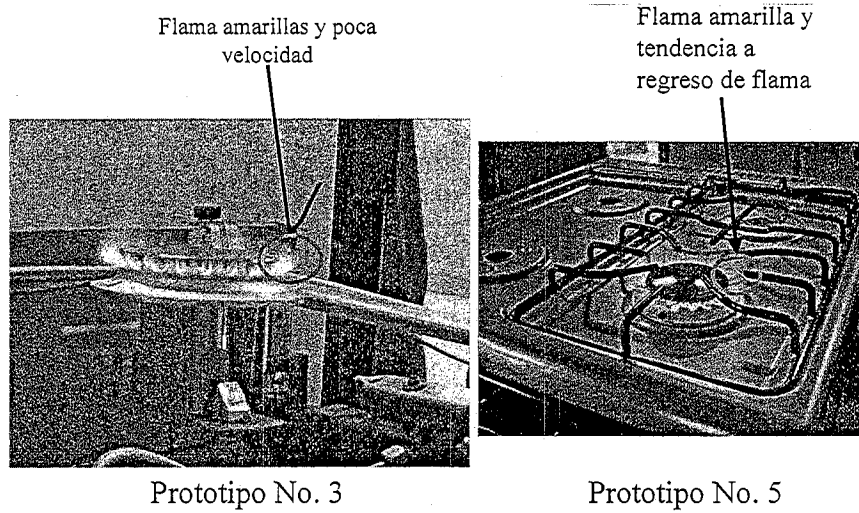 Flama amarillas y poca
velocidad
Flama amarilla y
tendencia a
regreso de flama
Prototipo No. 3
Prototipo No. 5